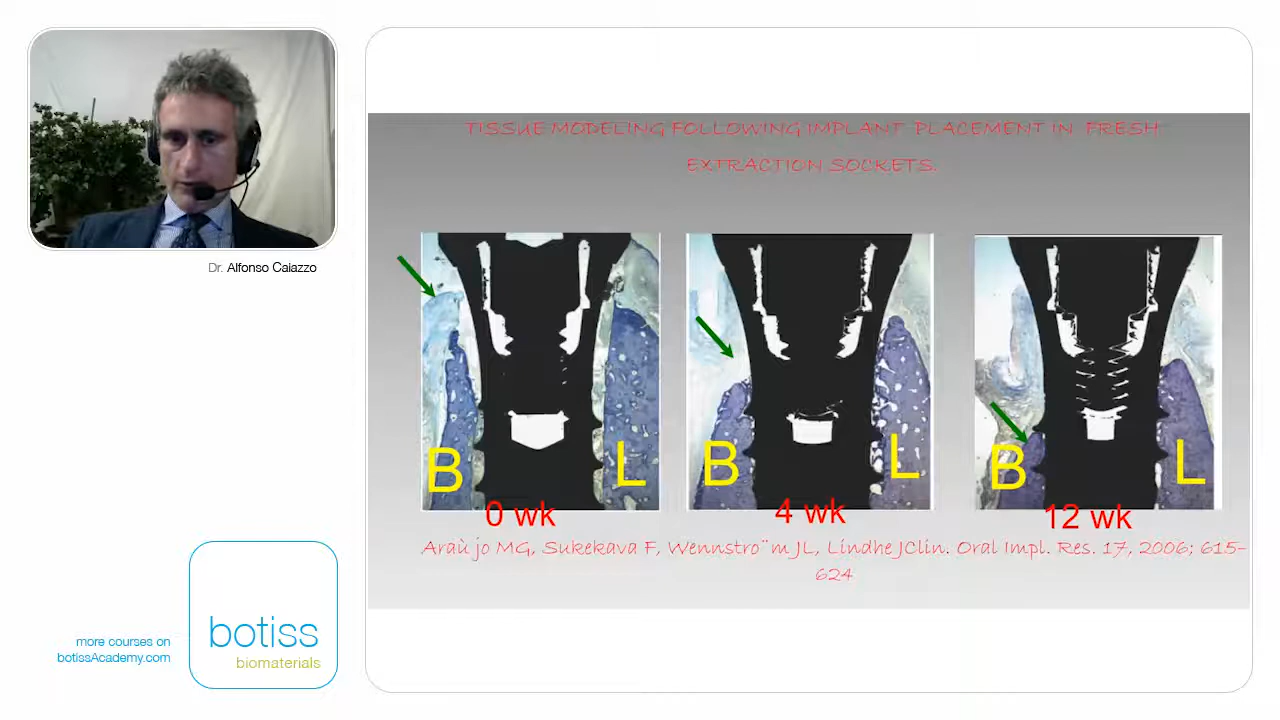 TISSUE MODELING FOLLOWING IMPLANT PLACEMENT IN FRESH
EXTRACTION SOCKETS.
Dr. Alfonso Caiazzo
B
L
B
L
B
L
0 wk
4 wk
12 wk
Araù jo MG, Sukekava F, Wennstro¨m JL, Lindhe JClin. Oral Impl. Res. 17, 2006; 615-
624
botiss
biomaterials
more courses on
botissAcademy.com